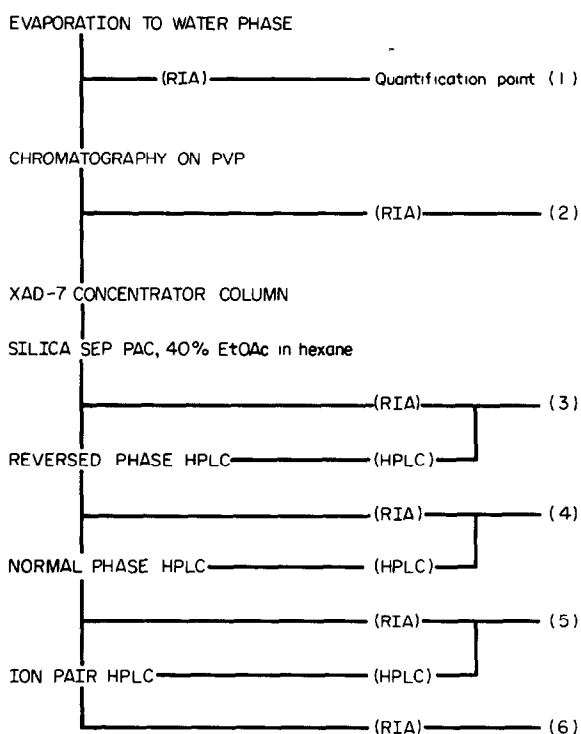 EVAPORATION TO WATER PHASE
(RIA) Quantification point (1)
CHROMATOGRAPHY ON PVP
(RIA) (2)
XAD-7 CONCENTRATOR COLUMN
SILICA SEP PAC, 40% EtOAc in hexane
(RIA) (3)
REVERSED PHASE HPLC (HPLC)
(RIA) (4)
NORMAL PHASE HPLC (HPLC)
(RIA) (5)
ION PAIR HPLC (HPLC)
(RIA) (6)